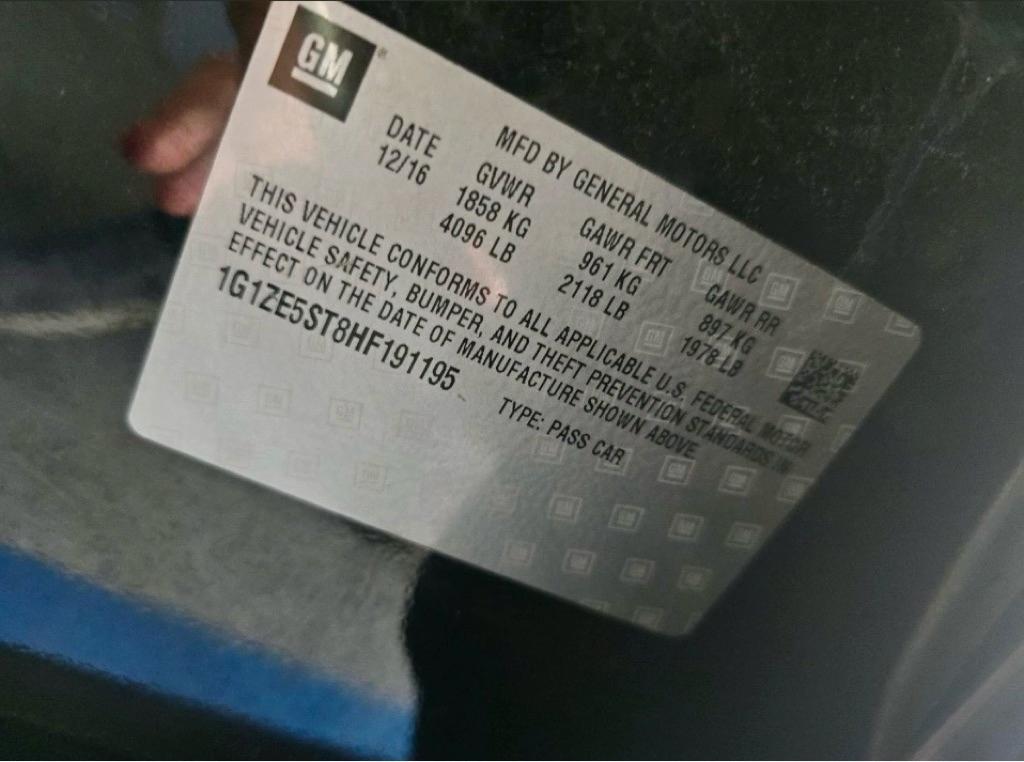 GM
MFD BY GENERAL MOTORS LLC
DATE GVWR GAWR FRT GAWR RR
12/16 1858 KG 961 KG 897 KG
4096 LB 2118 LB 1978 LB
THIS VEHICLE CONFORMS TO ALL APPLICABLE U.S. FEDERAL MOTOR
VEHICLE SAFETY, BUMPER, AND THEFT PREVENTION STANDARDS IN
EFFECT ON THE DATE OF MANUFACTURE SHOWN ABOVE
1G1ZE5ST8HF191195 TYPE: PASS CAR